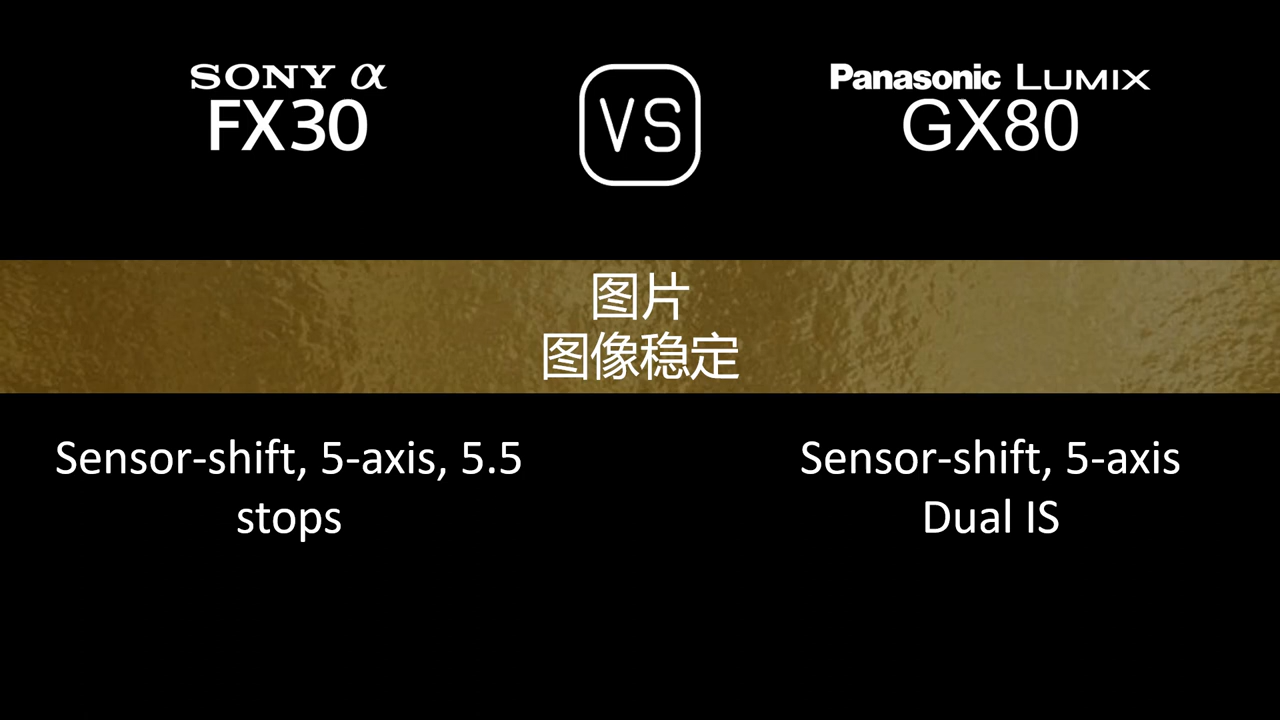 SONY α
FX30
VS
Panasonic LUMIX
GX80
图片
图像稳定
Sensor-shift, 5-axis, 5.5
stops
Sensor-shift, 5-axis
Dual IS